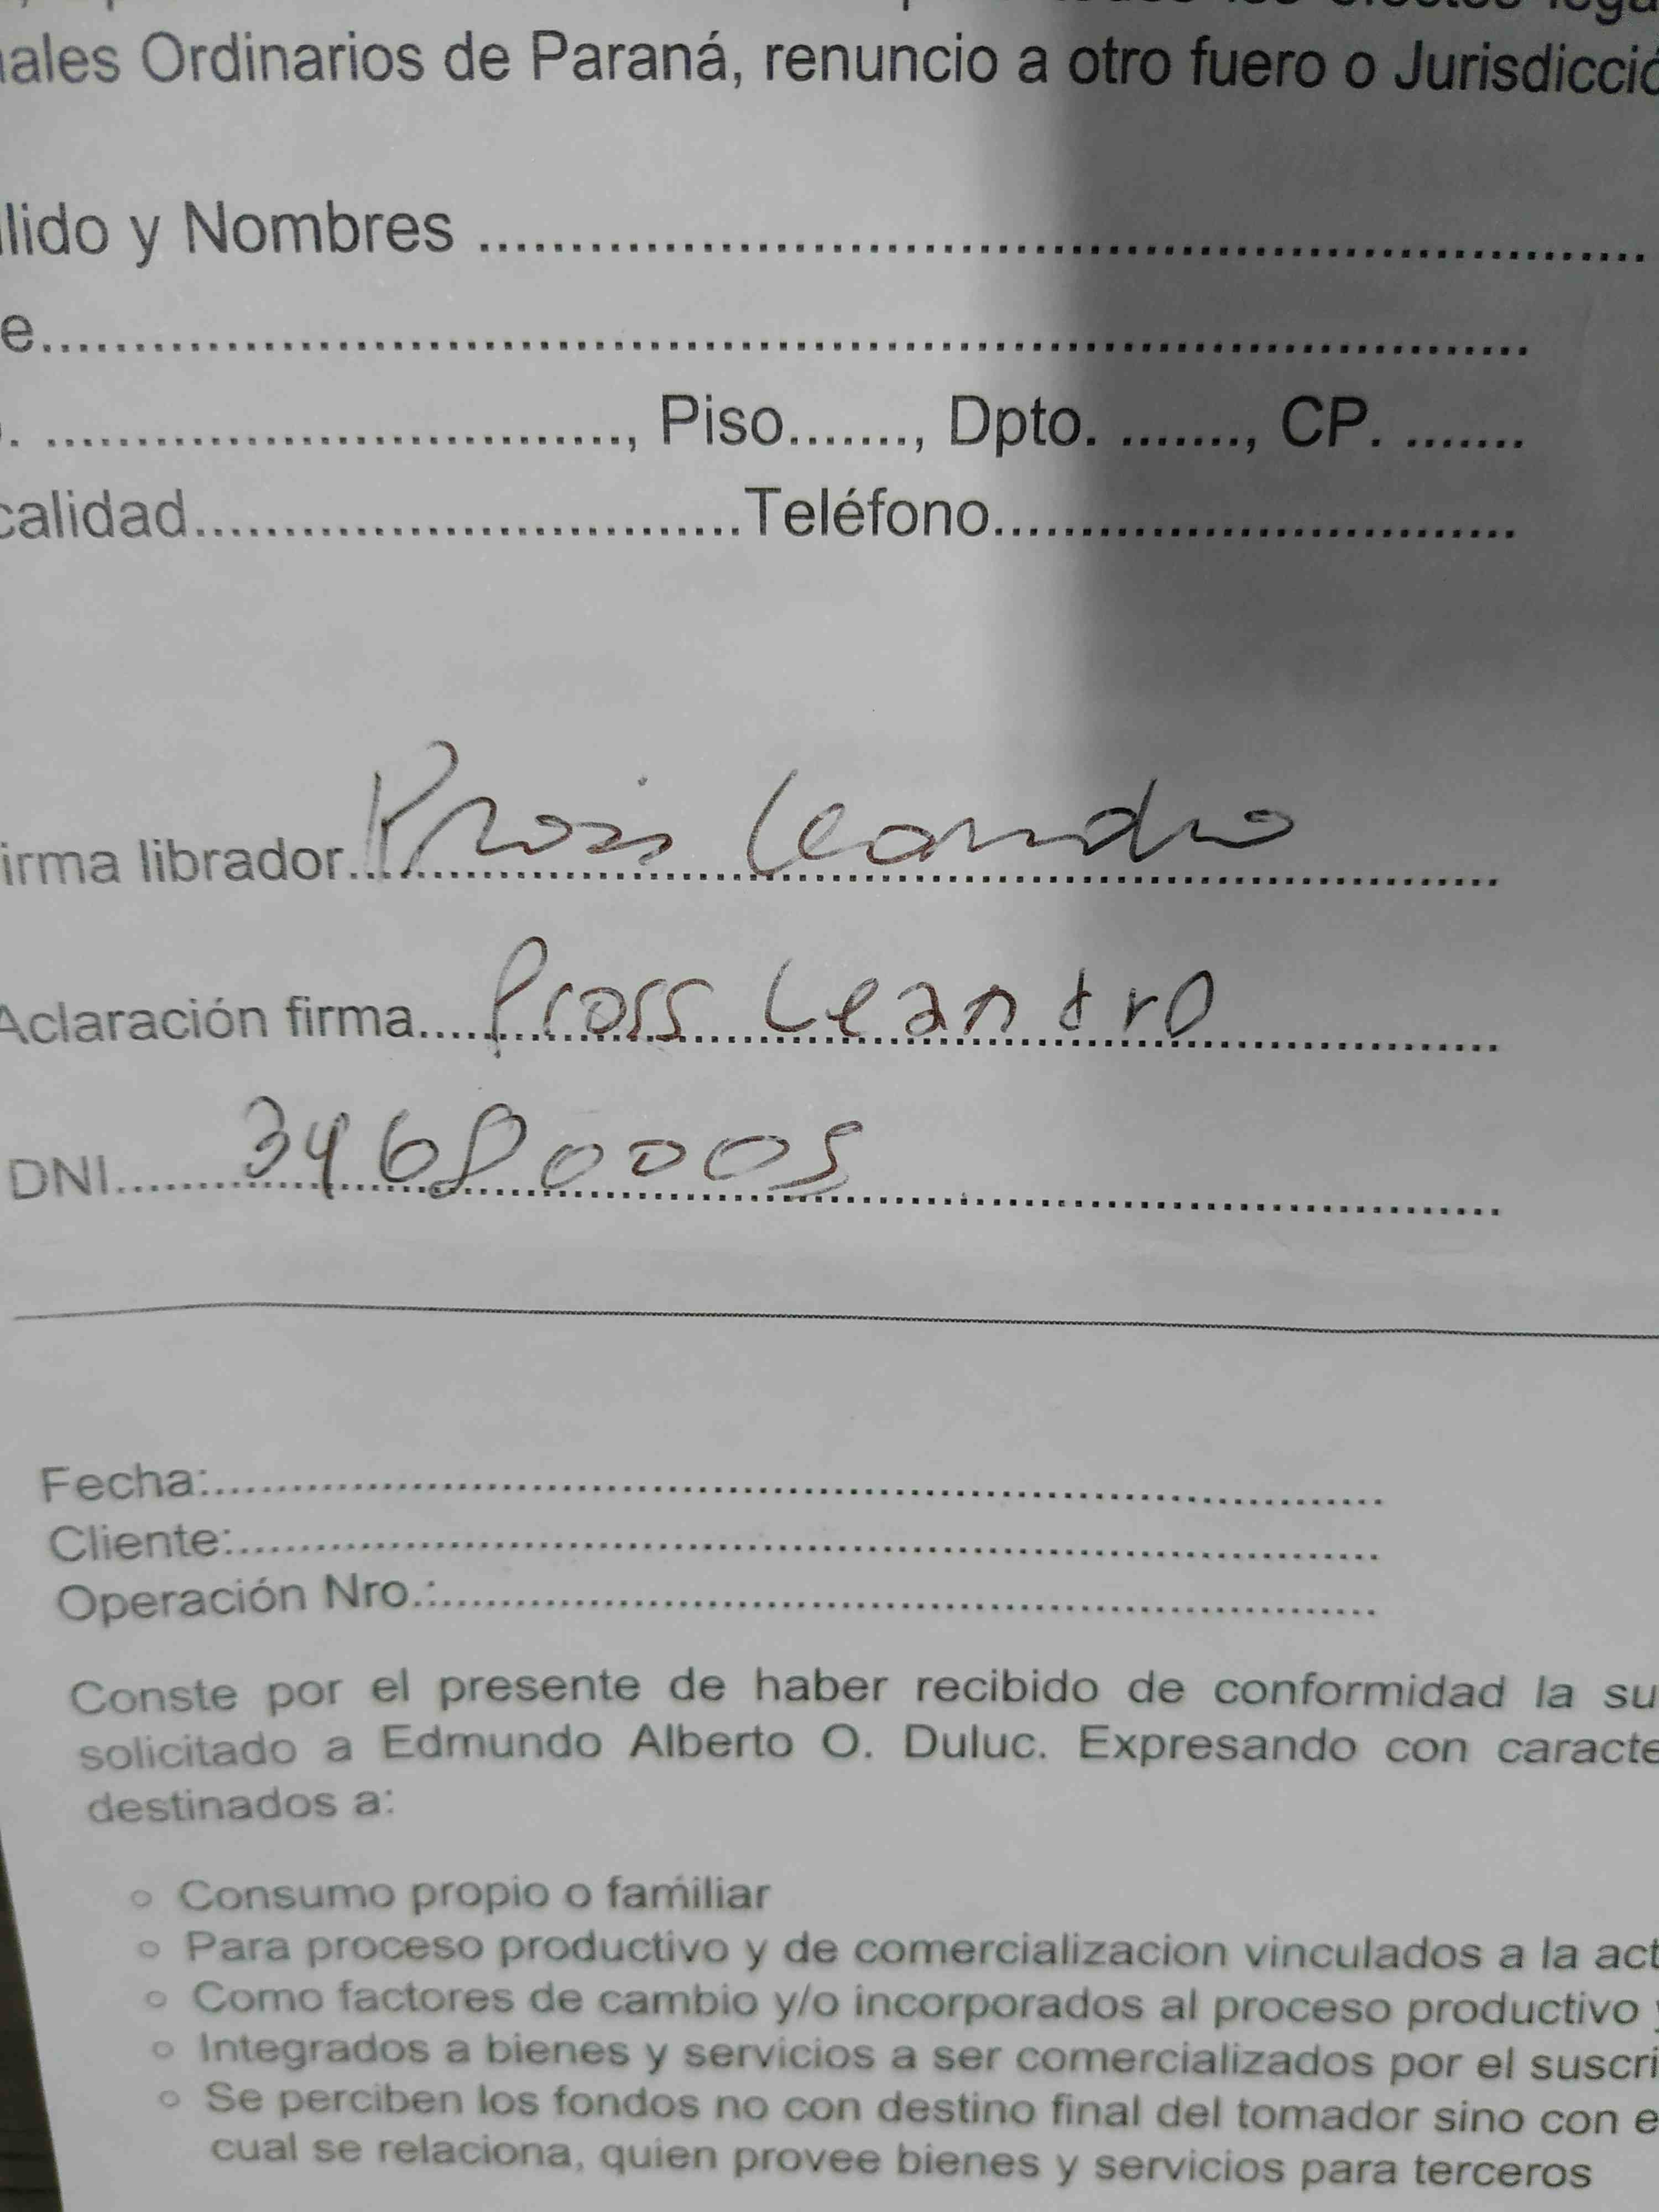 ales Ordinarios de Paraná, renuncio a otro fuero o Jurisdicció
lido y Nombres ..........
e..........
. .........., Piso......., Dpto. ......., CP. .......
calidad..........Teléfono..........
irma librador.......... Pross Leandro
Aclaración firma.......... Pross Leandro
DNI.......... 34680005
Fecha:..........
Cliente:..........
Operación Nro.:..........
Conste por el presente de haber recibido de conformidad la su
solicitado a Edmundo Alberto O. Duluc. Expresando con caracte
destinados a:
○ Consumo propio o familiar
○ Para proceso productivo y de comercializacion vinculados a la act
○ Como factores de cambio y/o incorporados al proceso productivo y
○ Integrados a bienes y servicios a ser comercializados por el suscri
○ Se perciben los fondos no con destino final del tomador sino con e
cual se relaciona, quien provee bienes y servicios para terceros